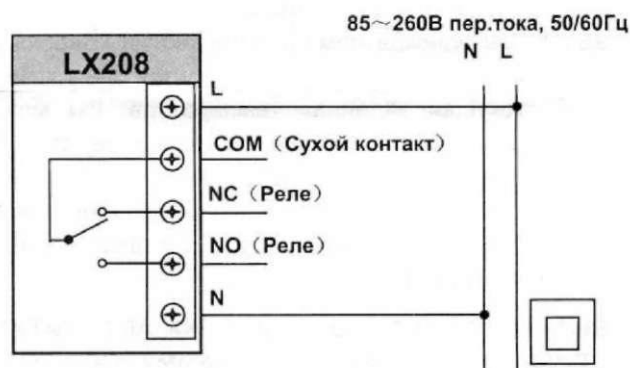 85～260В пер.тока, 50/60Гц
N L
LX208
L
COM（Сухой контакт）
NC（Реле）
NO（Реле）
N